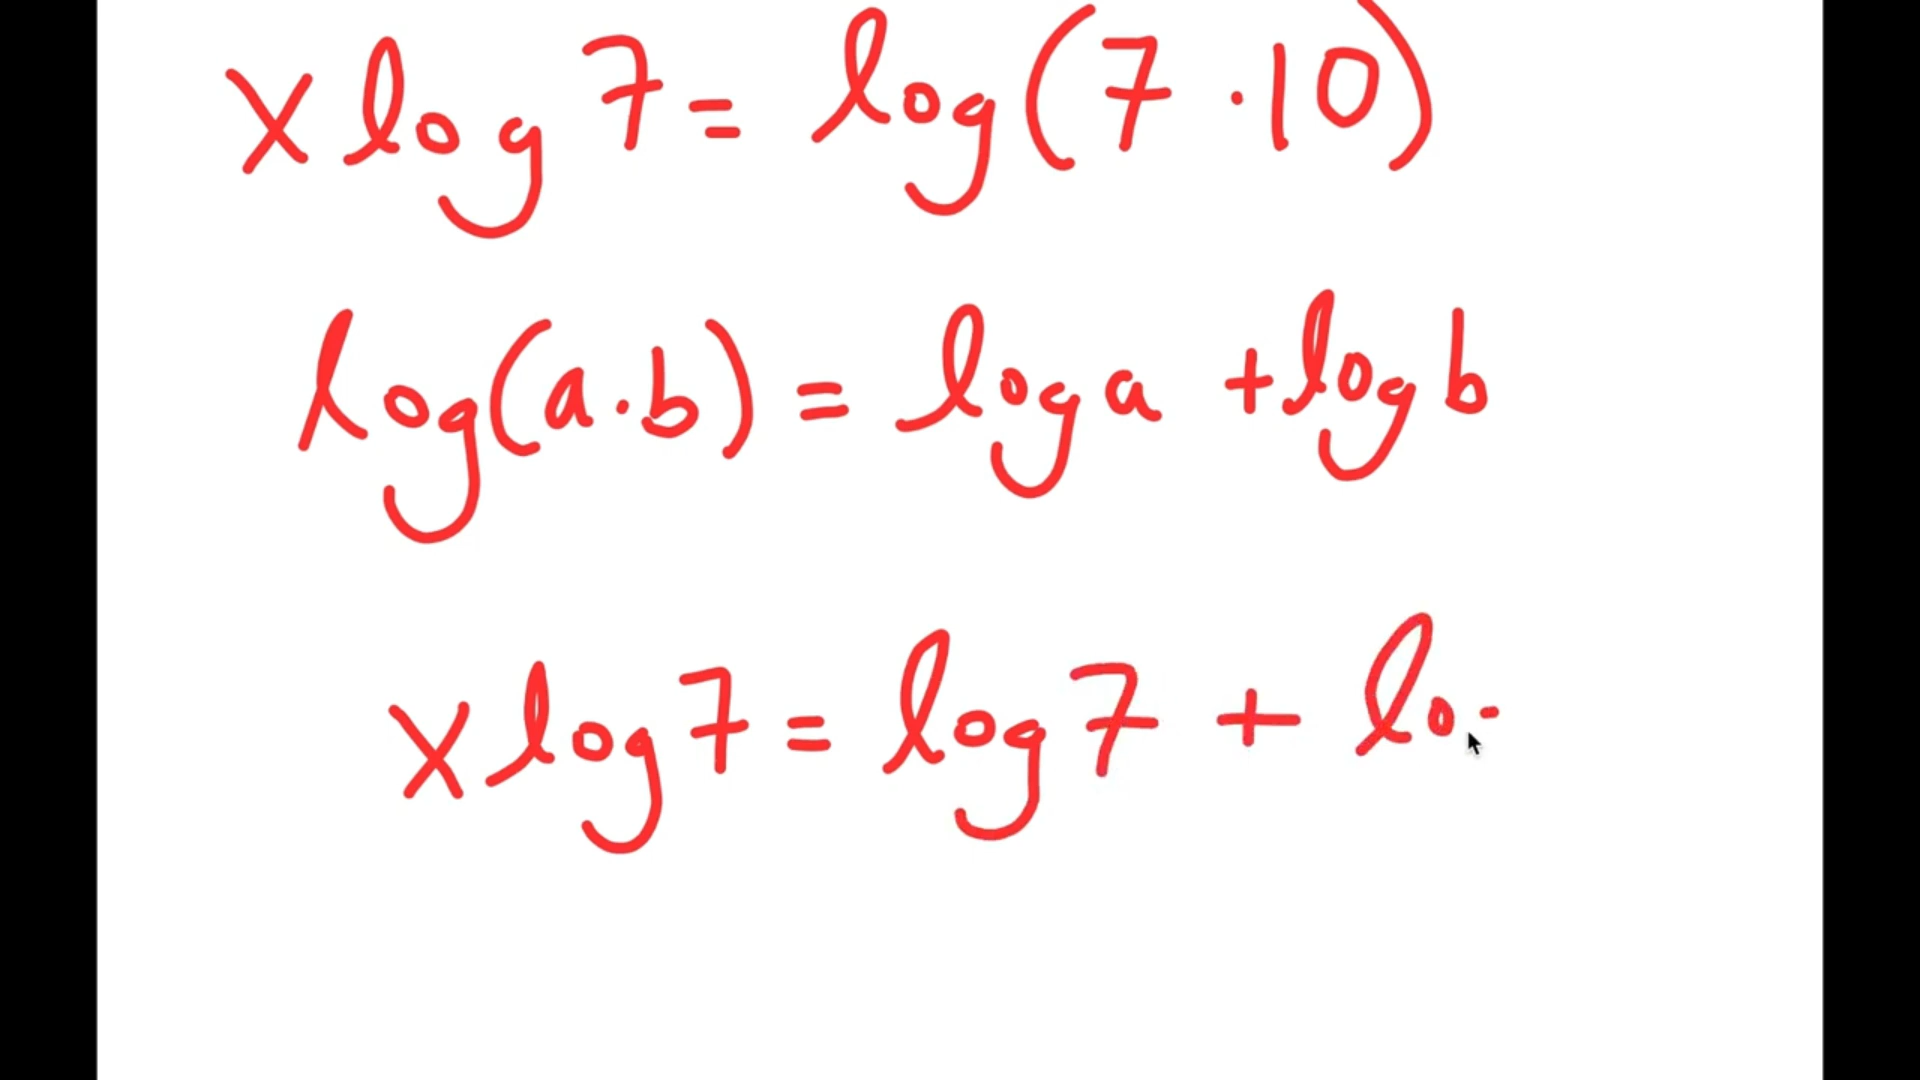 x log 7 = log(7 · 10)
log(a · b) = log a + log b
x log 7 = log 7 + lo